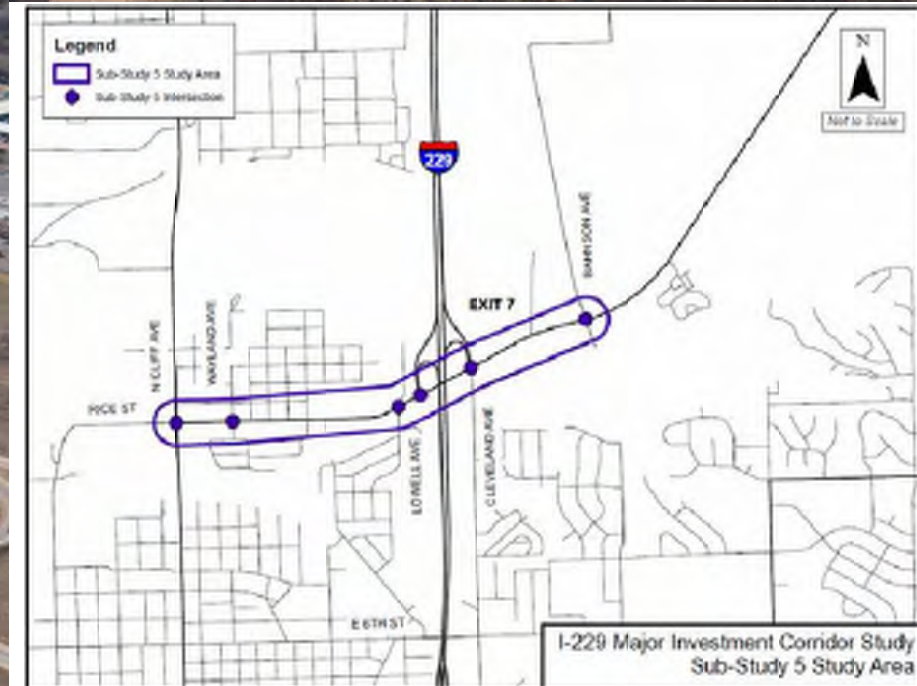 Legend
Sub-Study 5 Study Area
Sub-Study 5 Intersection
N
Not to Scale
229
BAHNSON AVE
EXIT 7
N CLIFF AVE
WAYLAND AVE
RICE ST
LOWELL AVE
CLEVELAND AVE
E 6TH ST
I-229 Major Investment Corridor Study
Sub-Study 5 Study Area